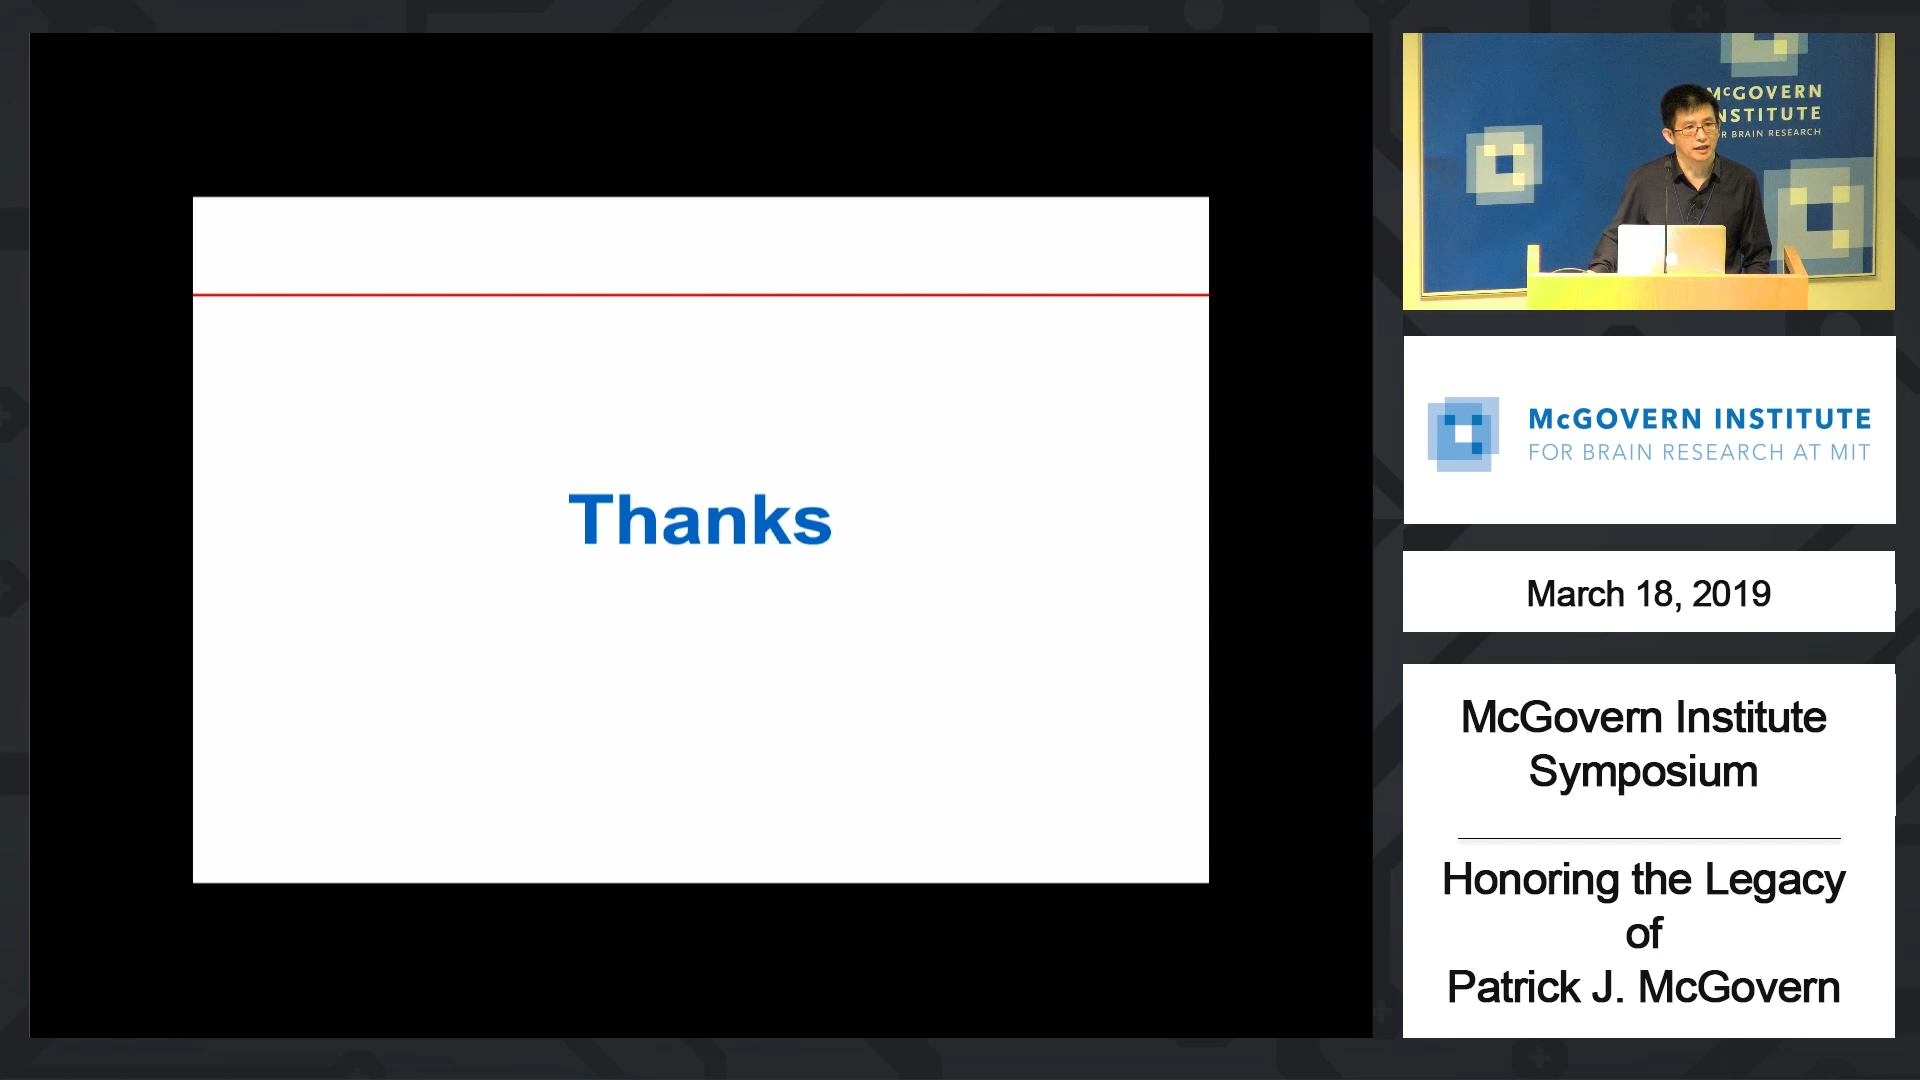 Thanks
McGOVERN
INSTITUTE
FOR BRAIN RESEARCH
McGOVERN INSTITUTE
FOR BRAIN RESEARCH AT MIT
March 18, 2019
McGovern Institute
Symposium
Honoring the Legacy
of
Patrick J. McGovern